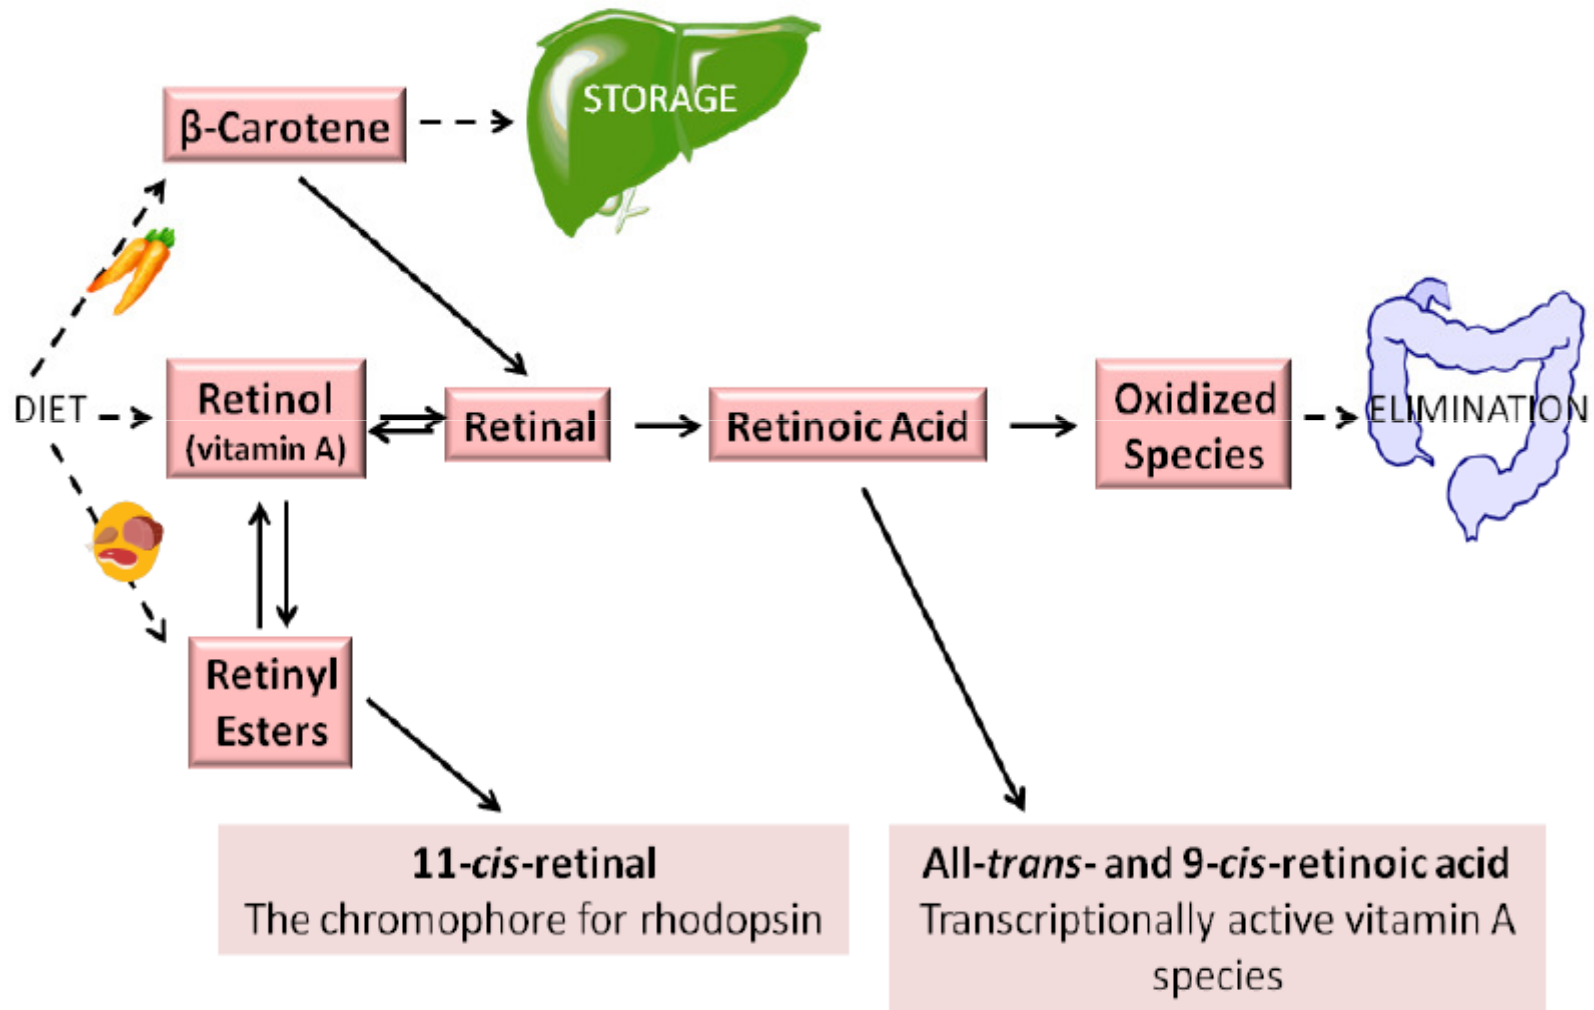 STORAGE
β-Carotene
DIET
Retinol
(vitamin A)
Retinal
Retinoic Acid
Oxidized
Species
ELIMINATION
Retinyl
Esters
11-cis-retinal
The chromophore for rhodopsin
All-trans- and 9-cis-retinoic acid
Transcriptionally active vitamin A
species